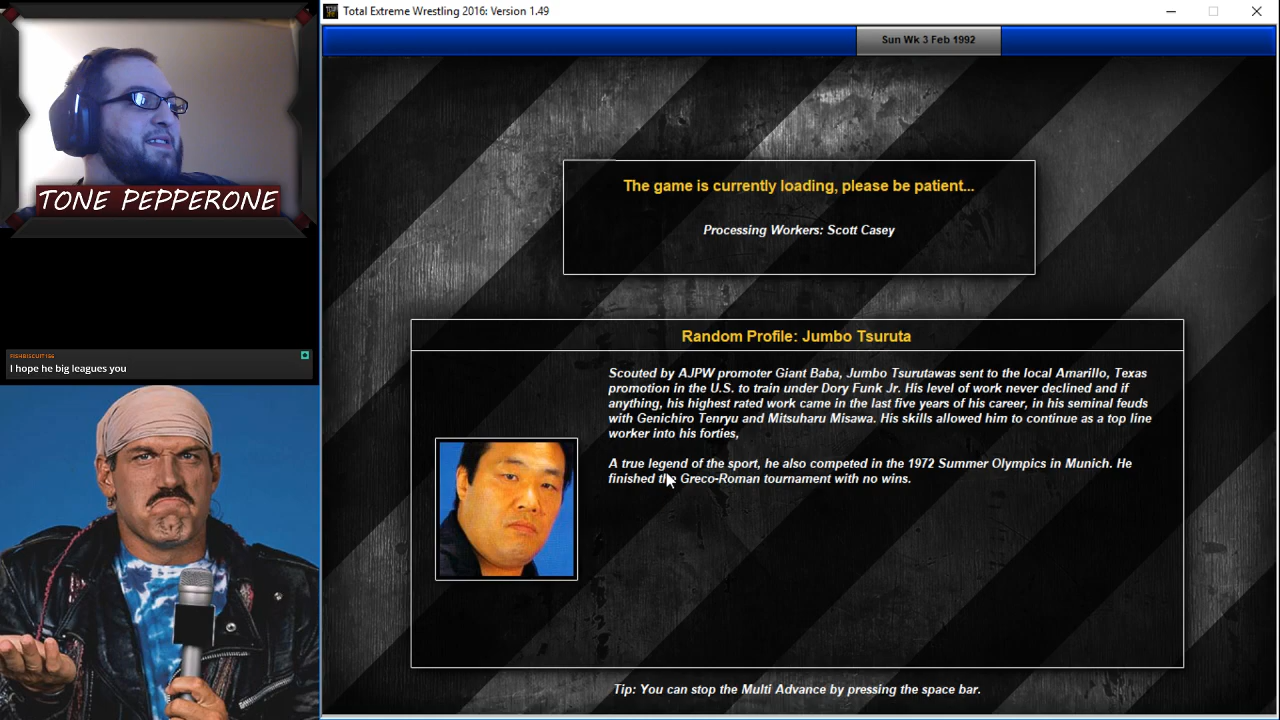 Total Extreme Wrestling 2016: Version 1.49
Sun Wk 3 Feb 1992
TONE PEPPERONE
The game is currently loading, please be patient...
Processing Workers: Scott Casey
FISHBISCUIT156
I hope he big leagues you
Random Profile: Jumbo Tsuruta
Scouted by AJPW promoter Giant Baba, Jumbo Tsurutawas sent to the local Amarillo, Texas
promotion in the U.S. to train under Dory Funk Jr. His level of work never declined and if
anything, his highest rated work came in the last five years of his career, in his seminal feuds
with Genichiro Tenryu and Mitsuharu Misawa. His skills allowed him to continue as a top line
worker into his forties,
A true legend of the sport, he also competed in the 1972 Summer Olympics in Munich. He
finished the Greco-Roman tournament with no wins.
Tip: You can stop the Multi Advance by pressing the space bar.